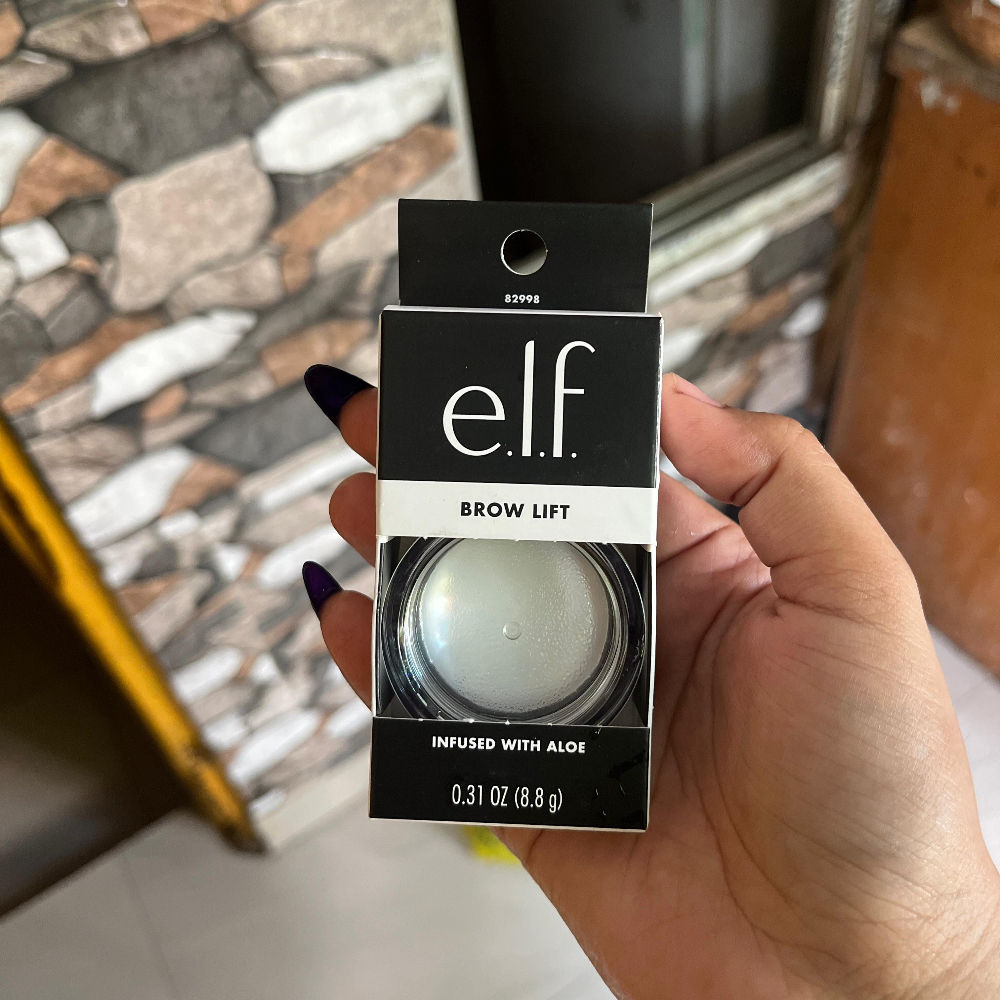 82998
e.l.f.
BROW LIFT
INFUSED WITH ALOE
0.31 OZ (8.8 g)